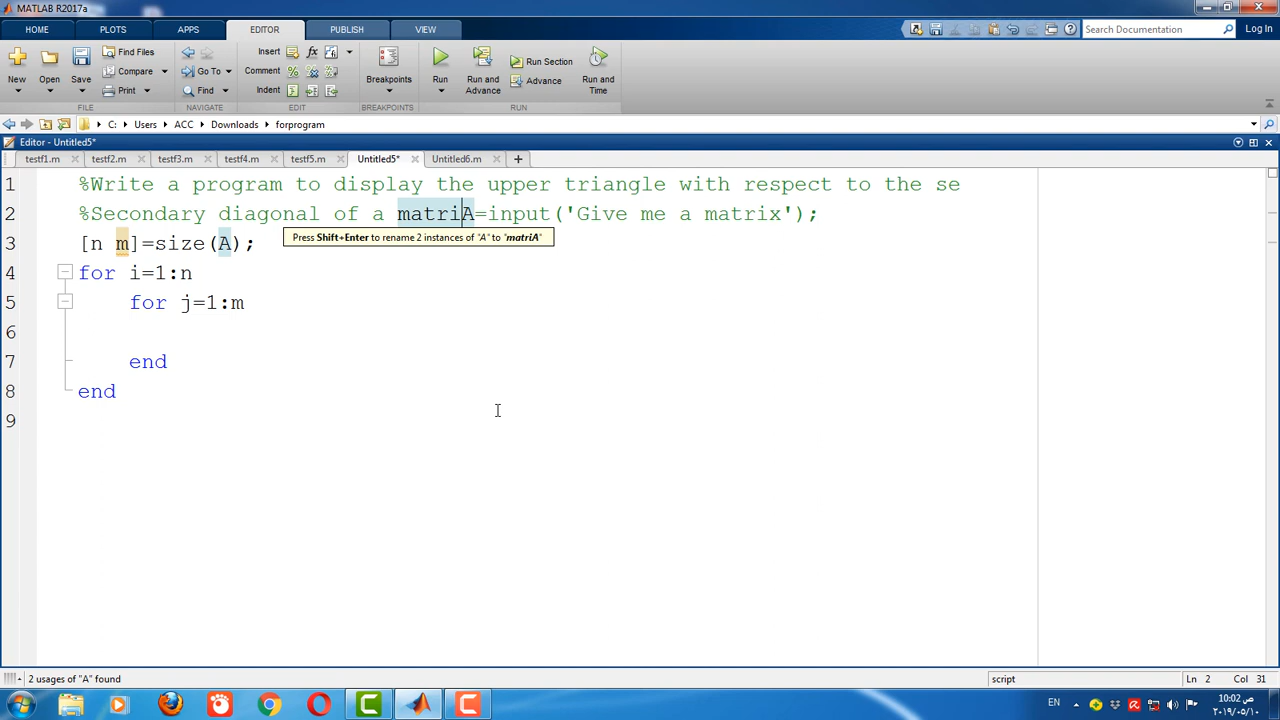 MATLAB R2017a
HOME PLOTS APPS EDITOR PUBLISH VIEW Search Documentation Log In
New Open Save Find Files Compare Print Go To Find Insert fx Comment Indent Breakpoints Run Run and Advance Run Section Advance Run and Time
FILE NAVIGATE EDIT BREAKPOINTS RUN
C: Users ACC Downloads forprogram
Editor - Untitled5*
testf1.m testf2.m testf3.m testf4.m testf5.m Untitled5* Untitled6.m
1 %Write a program to display the upper triangle with respect to the se
2 %Secondary diagonal of a matriA=input('Give me a matrix');
Press Shift+Enter to rename 2 instances of "A" to "matriA"
3 [n m]=size(A);
4 for i=1:n
5 for j=1:m
6
7 end
8 end
9
2 usages of "A" found script Ln 2 Col 31
EN 10:02 ص
٢٠١٩/٠٥/١٠